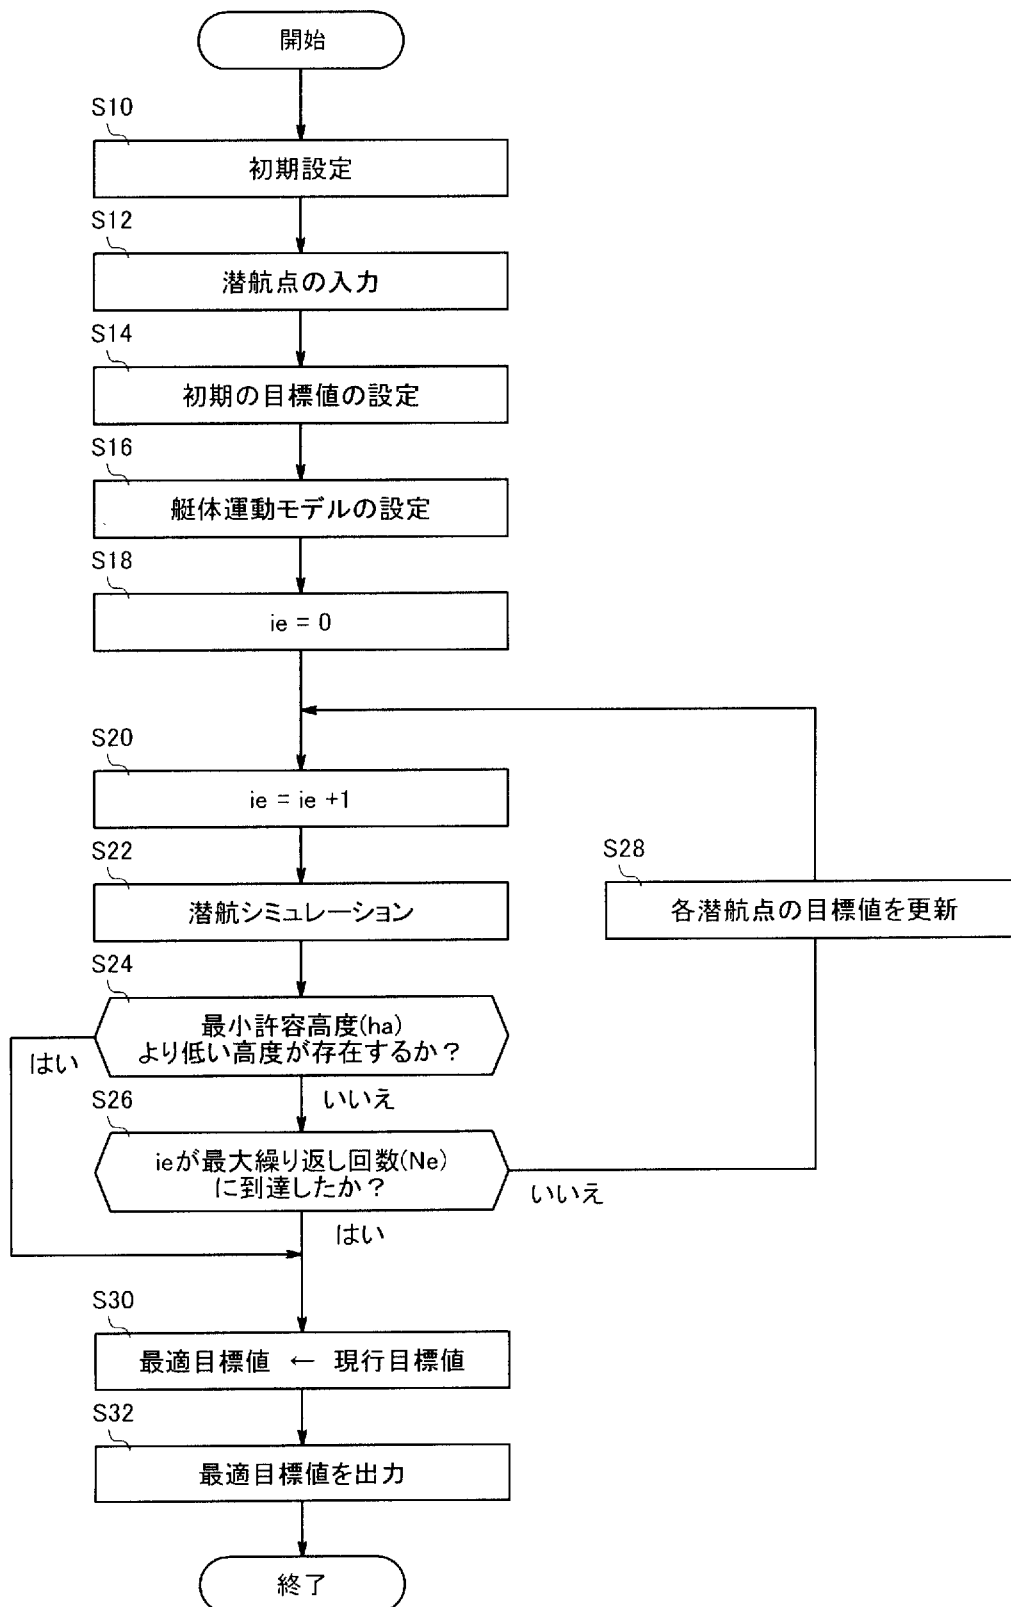 開始
S10
初期設定
S12
潜航点の入力
S14
初期の目標値の設定
S16
艇体運動モデルの設定
S18
ie = 0
S20
ie = ie +1
S22
潜航シミュレーション
S28
各潜航点の目標値を更新
S24
最小許容高度(ha)
より低い高度が存在するか？
はい
いいえ
S26
ieが最大繰り返し回数(Ne)
に到達したか？
いいえ
はい
S30
最適目標値 ← 現行目標値
S32
最適目標値を出力
終了